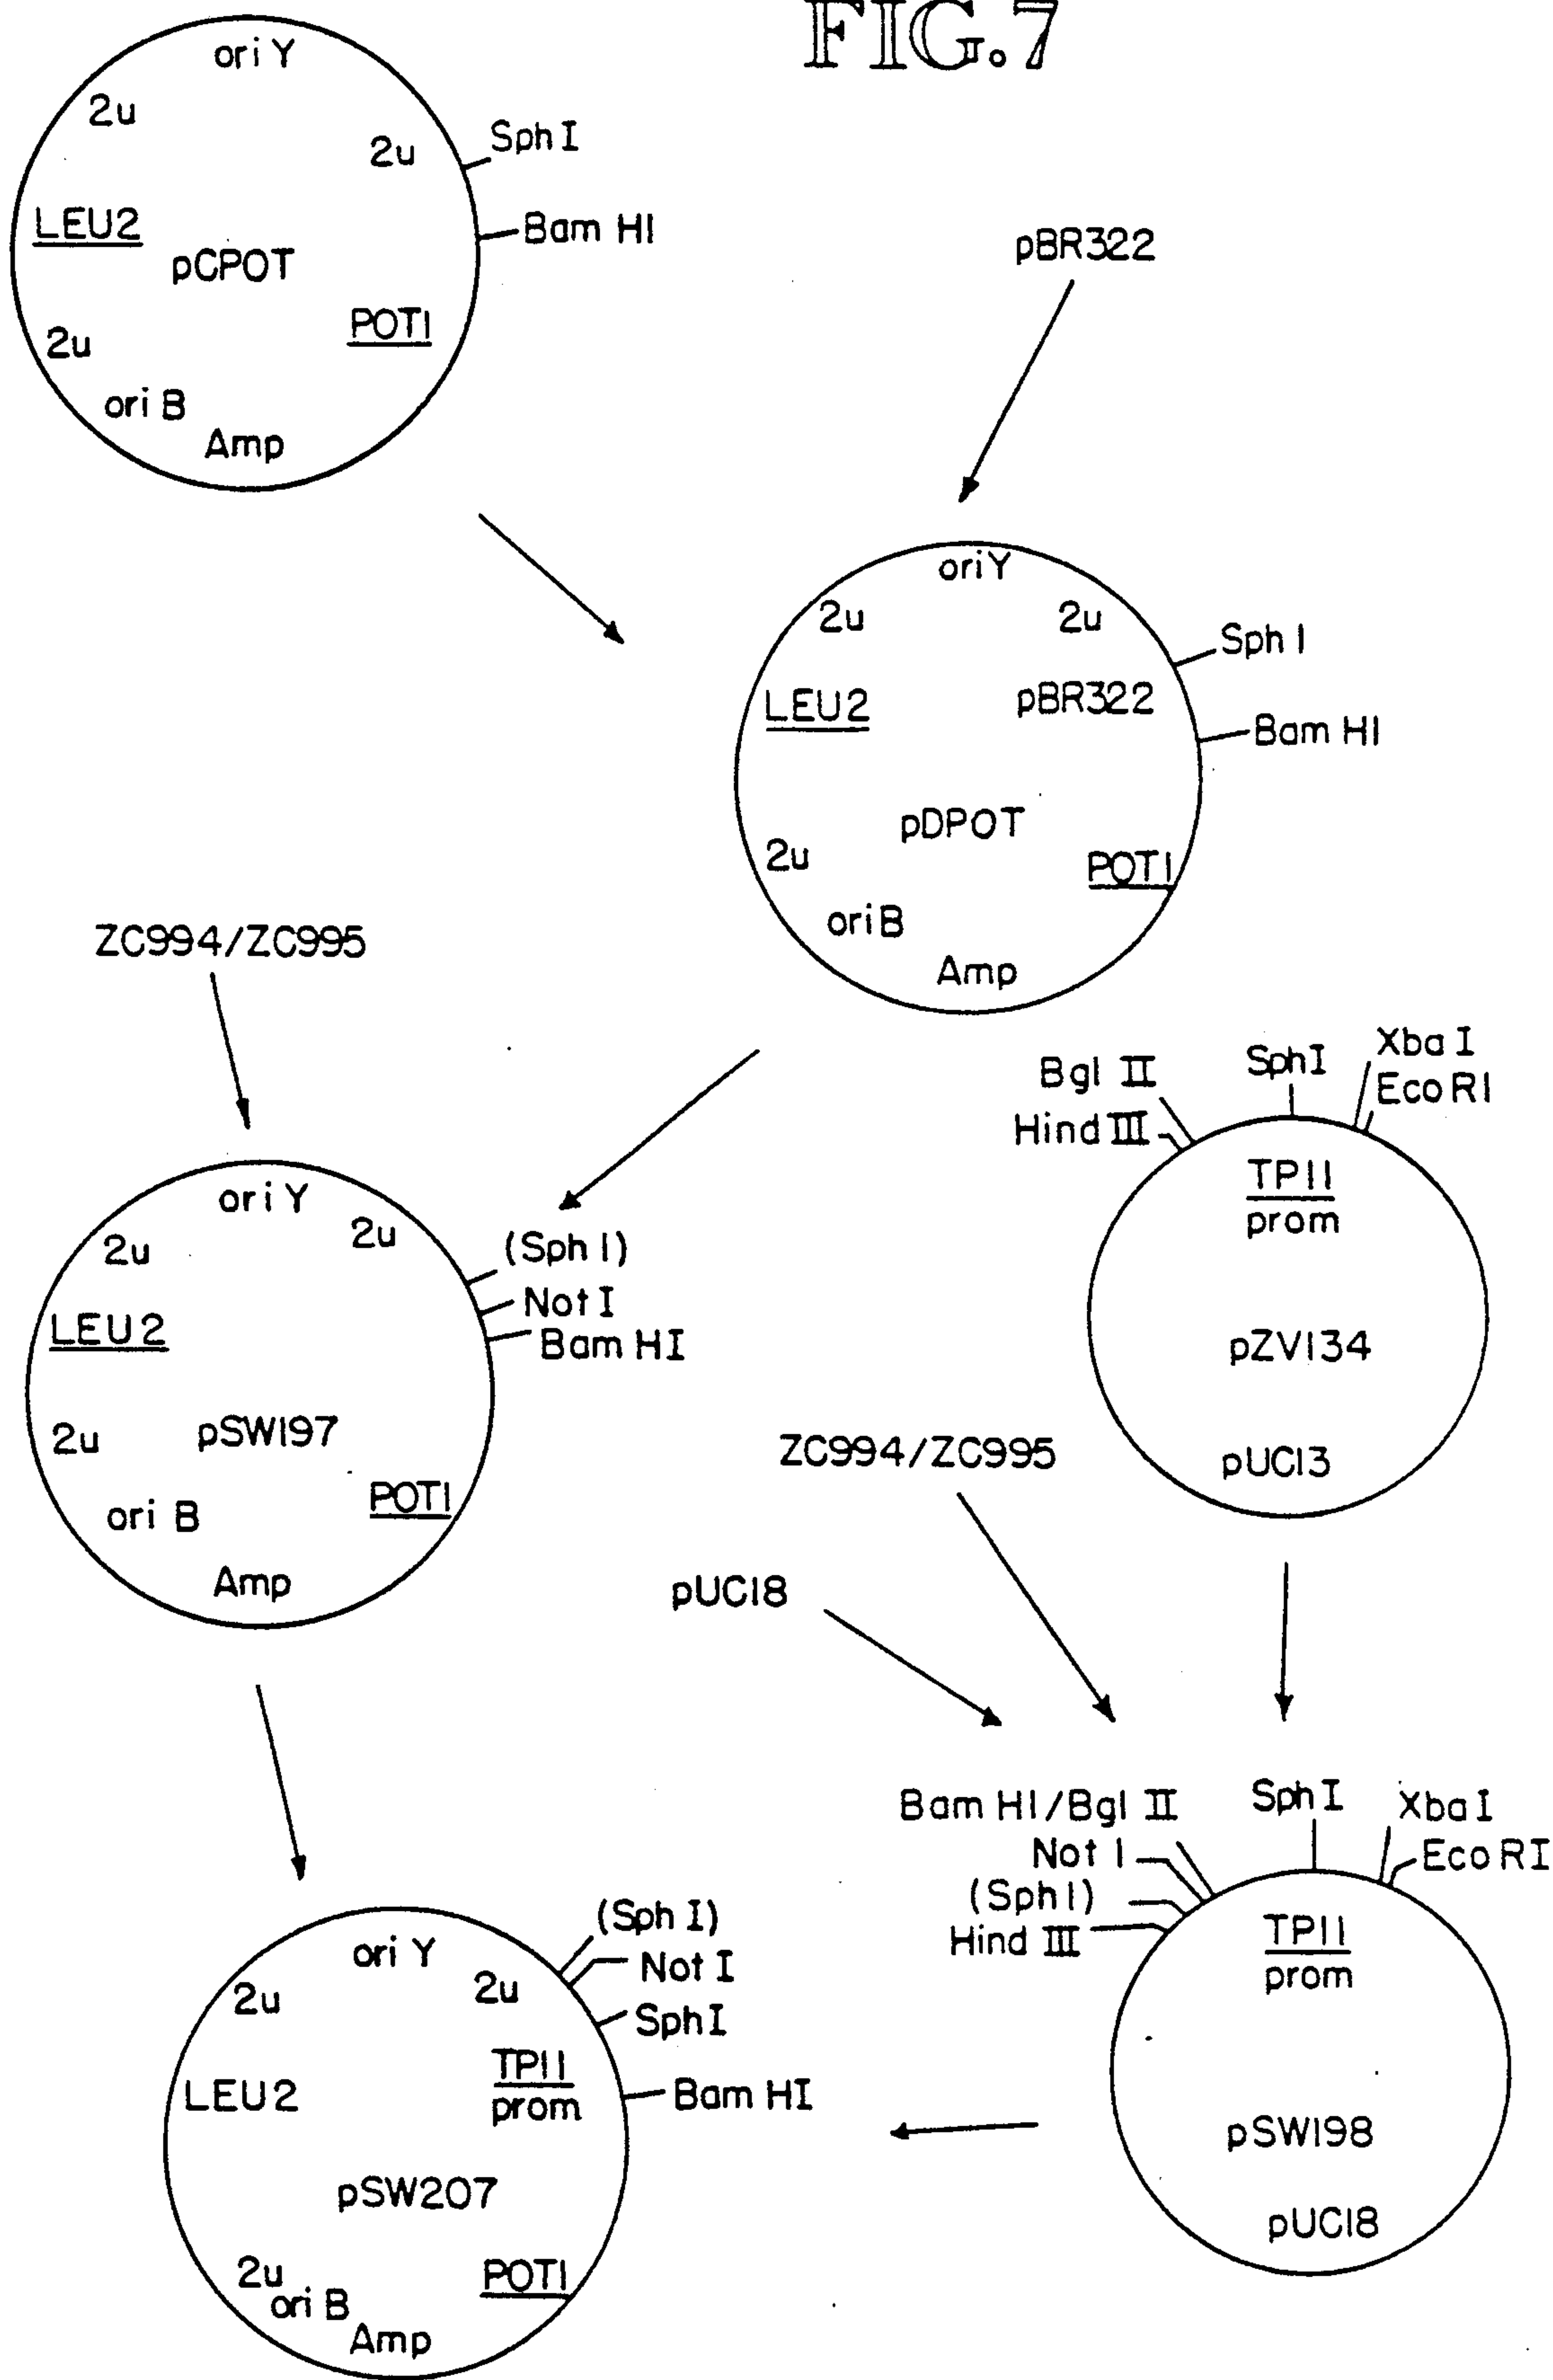 FIG.7
ori Y
2u
2u
Sph I
LEU2
Bam HI
pCPOT
POT1
2u
ori B
Amp
pBR322
ori Y
2u
2u
Sph I
LEU2
pBR322
Bam HI
pDPOT
2u
POT1
ori B
Amp
ZC994/ZC995
ori Y
2u
2u
(Sph I)
Not I
LEU2
Bam HI
2u
pSW197
POT1
ori B
Amp
Bgl II
Sph I
Xba I
Eco RI
Hind III
TPI1
prom
pZV134
pUC13
ZC994/ZC995
pUC18
Bam HI/Bgl II
Sph I
Xba I
Not I
Eco RI
(Sph I)
Hind III
TPI1
prom
pSW198
pUC18
ori Y
(Sph I)
2u
2u
Not I
Sph I
TPI1
prom
LEU2
Bam HI
pSW207
2u
POT1
ori B
Amp